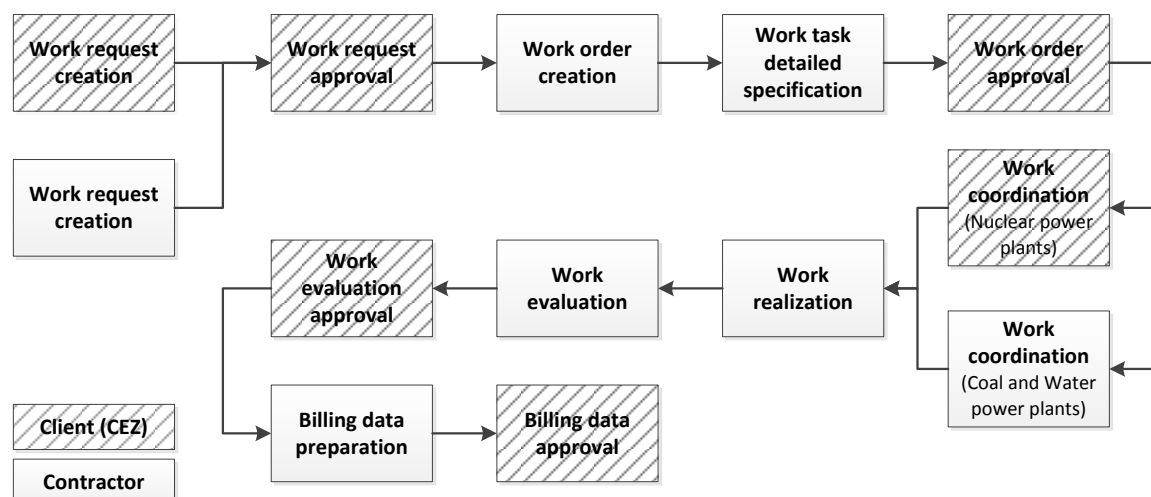 Work request
creation
Work request
approval
Work order
creation
Work task
detailed
specification
Work order
approval
Work request
creation
Work
coordination
(Nuclear power
plants)
Work
evaluation
approval
Work
evaluation
Work
realization
Work
coordination
(Coal and Water
power plants)
Billing data
preparation
Billing data
approval
Client (CEZ)
Contractor